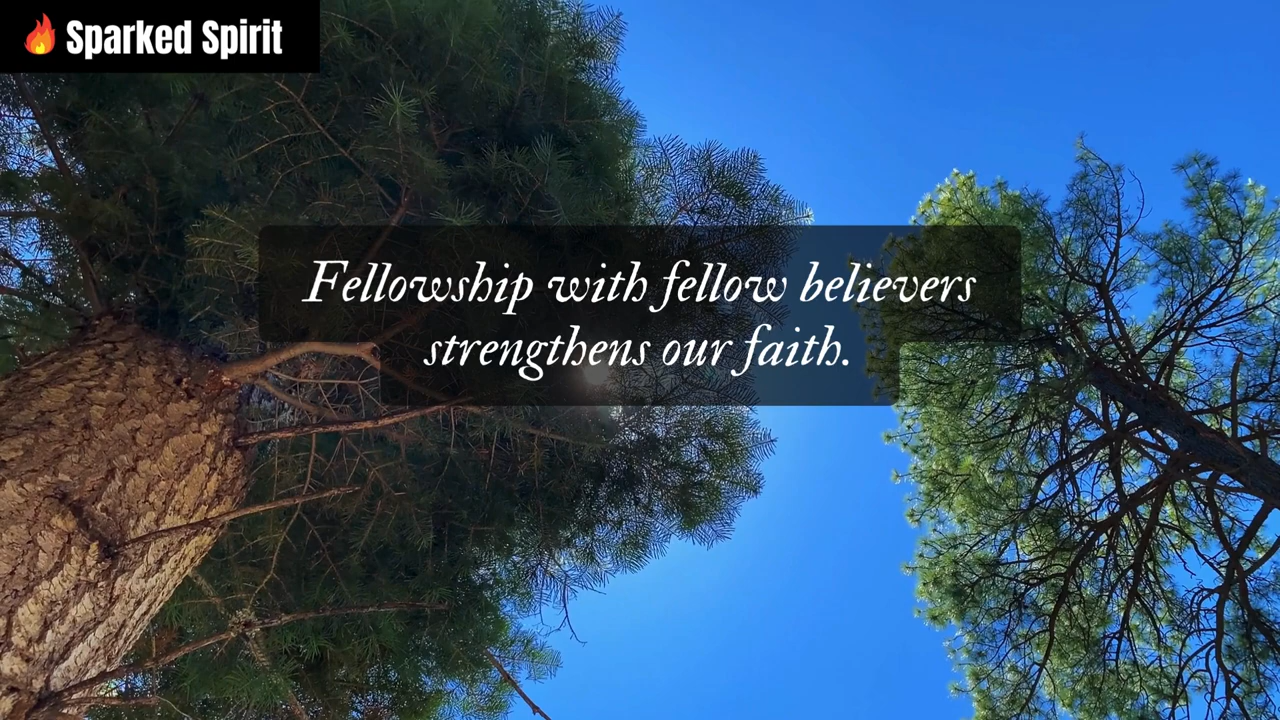 🔥 Sparked Spirit
Fellowship with fellow believers
strengthens our faith.